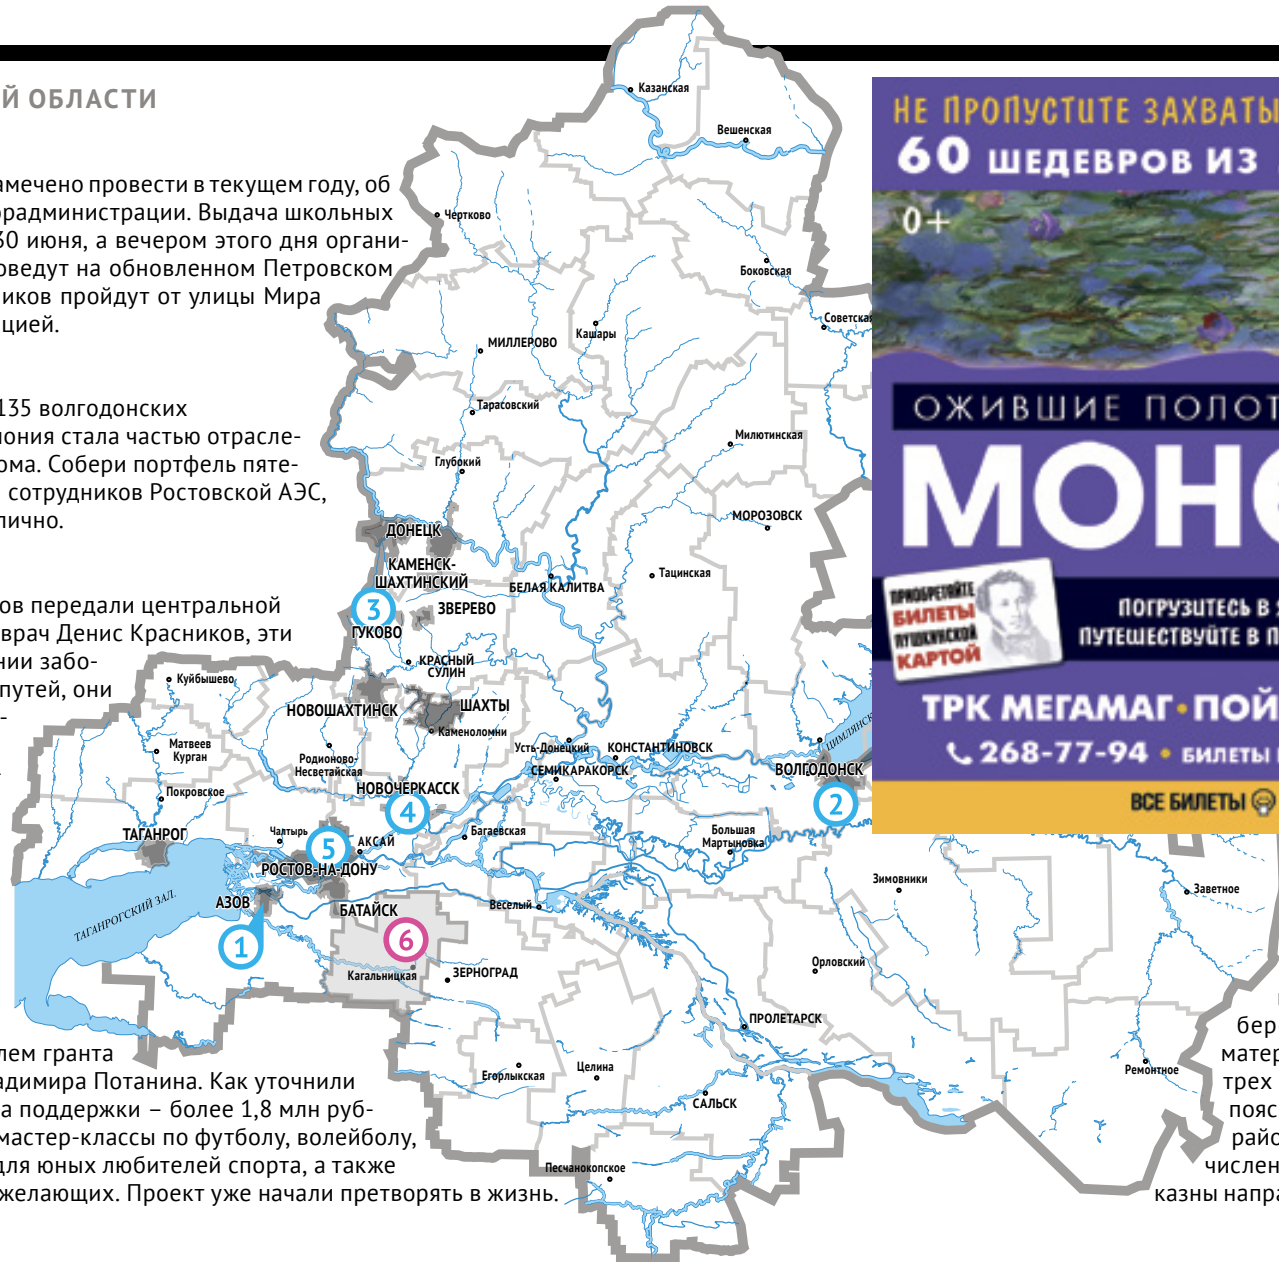 Й ОБЛАСТИ
амечено провести в текущем году, об
орадминистрации. Выдача школьных
30 июня, а вечером этого дня органи-
оведут на обновленном Петровском
иков пройдут от улицы Мира
цией.
135 волгодонских
мония стала частью отрасле-
ома. Собери портфель пяте-
сотрудников Ростовской АЭС,
лично.
ов передали центральной
врач Денис Красников, эти
нии забо-
путей, они
-
лем гранта
адимира Потанина. Как уточнили
а поддержки – более 1,8 млн руб-
мастер-классы по футболу, волейболу,
для юных любителей спорта, а также
желающих. Проект уже начали претворять в жизнь.
Казанская
Вешенская
Чертково
Боковская
Советская
Кашары
МИЛЛЕРОВО
Тарасовский
Милютинская
Глубокий
МОРОЗОВСК
ДОНЕЦК
КАМЕНСК-
ШАХТИНСКИЙ
Тацинская
БЕЛАЯ КАЛИТВА
3
ЗВЕРЕВО
ГУКОВО
КРАСНЫЙ
СУЛИН
Куйбышево
НОВОШАХТИНСК
ШАХТЫ
Каменоломни
Матвеев
Курган
Родионово-
Несветайская
Усть-Донецкий
КОНСТАНТИНОВСК
СЕМИКАРАКОРСК
ЦИМЛЯНСК
ВОЛГОДОНСК
2
Покровское
НОВОЧЕРКАССК
4
ТАГАНРОГ
Чалтырь
5
АКСАЙ
Багаевская
Большая
Мартыновка
РОСТОВ-НА-ДОНУ
Зимовники
Заветное
АЗОВ
БАТАЙСК
Веселый
ТАГАНРОГСКИЙ ЗАЛ.
1
6
Кагальницкая
ЗЕРНОГРАД
Орловский
ПРОЛЕТАРСК
Егорлыкская
Целина
Ремонтное
САЛЬСК
Песчанокопское
НЕ ПРОПУСТИТЕ ЗАХВАТЫ
60 ШЕДЕВРОВ ИЗ
0+
ОЖИВШИЕ ПОЛОТ
МОНЕ
ПРИОБРЕТАЙТЕ
БИЛЕТЫ
ПУШКИНСКОЙ
КАРТОЙ
ПОГРУЗИТЕСЬ В
ПУТЕШЕСТВУЙТЕ В П
ТРК МЕГАМАГ • ПОЙ
268-77-94 • БИЛЕТЫ
ВСЕ БИЛЕТЫ
бер
матер
трех
пояс
райо
числен
казны напра